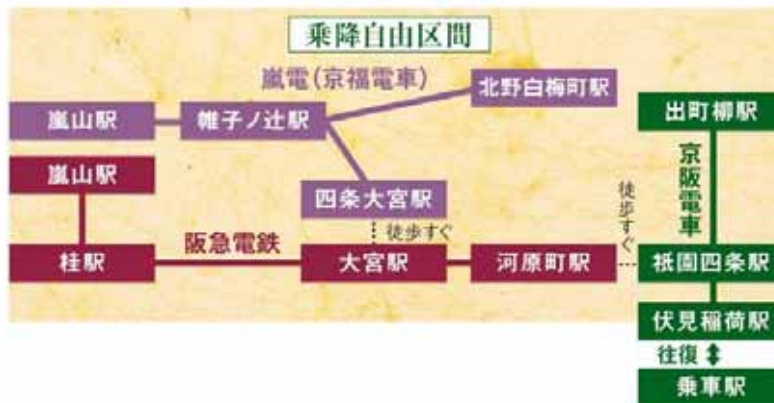 乗降自由区間
嵐電(京福電車)
北野白梅町駅
嵐山駅
帷子ノ辻駅
出町柳駅
嵐山駅
四条大宮駅
京阪電車
徒歩すぐ
徒歩すぐ
阪急電鉄
桂駅
大宮駅
河原町駅
祇園四条駅
伏見稲荷駅
往復
乗車駅